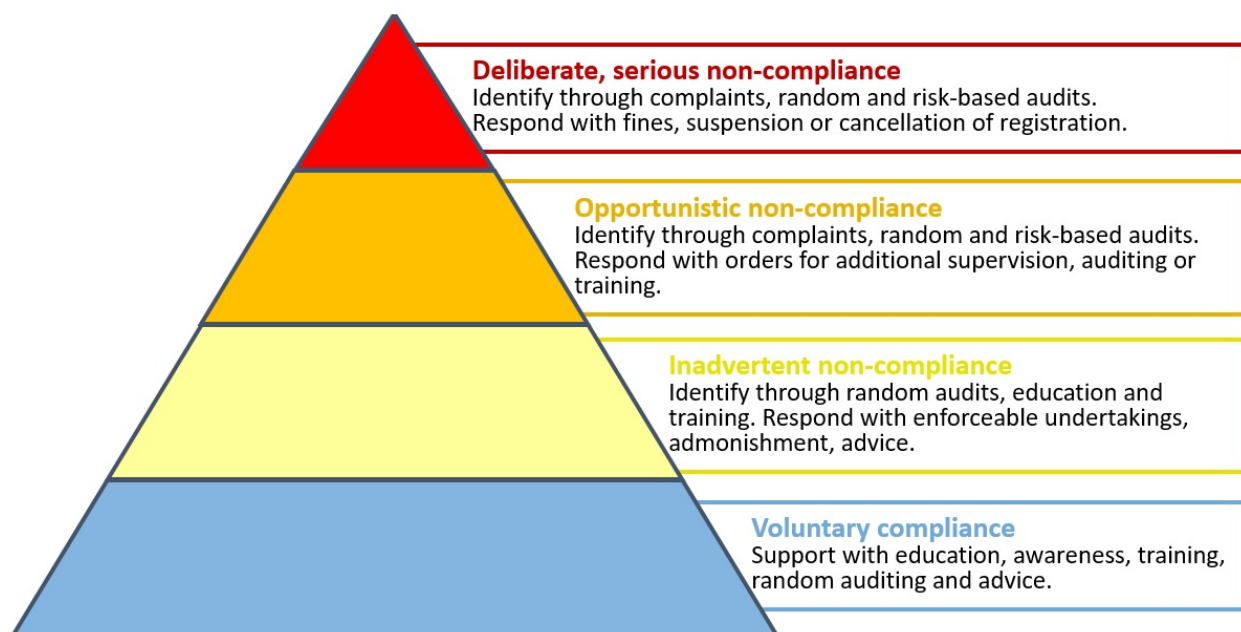 Deliberate, serious non-compliance
Identify through complaints, random and risk-based audits.
Respond with fines, suspension or cancellation of registration.
Opportunistic non-compliance
Identify through complaints, random and risk-based audits.
Respond with orders for additional supervision, auditing or
training.
Inadvertent non-compliance
Identify through random audits, education and
training. Respond with enforceable undertakings,
admonishment, advice.
Voluntary compliance
Support with education, awareness, training,
random auditing and advice.